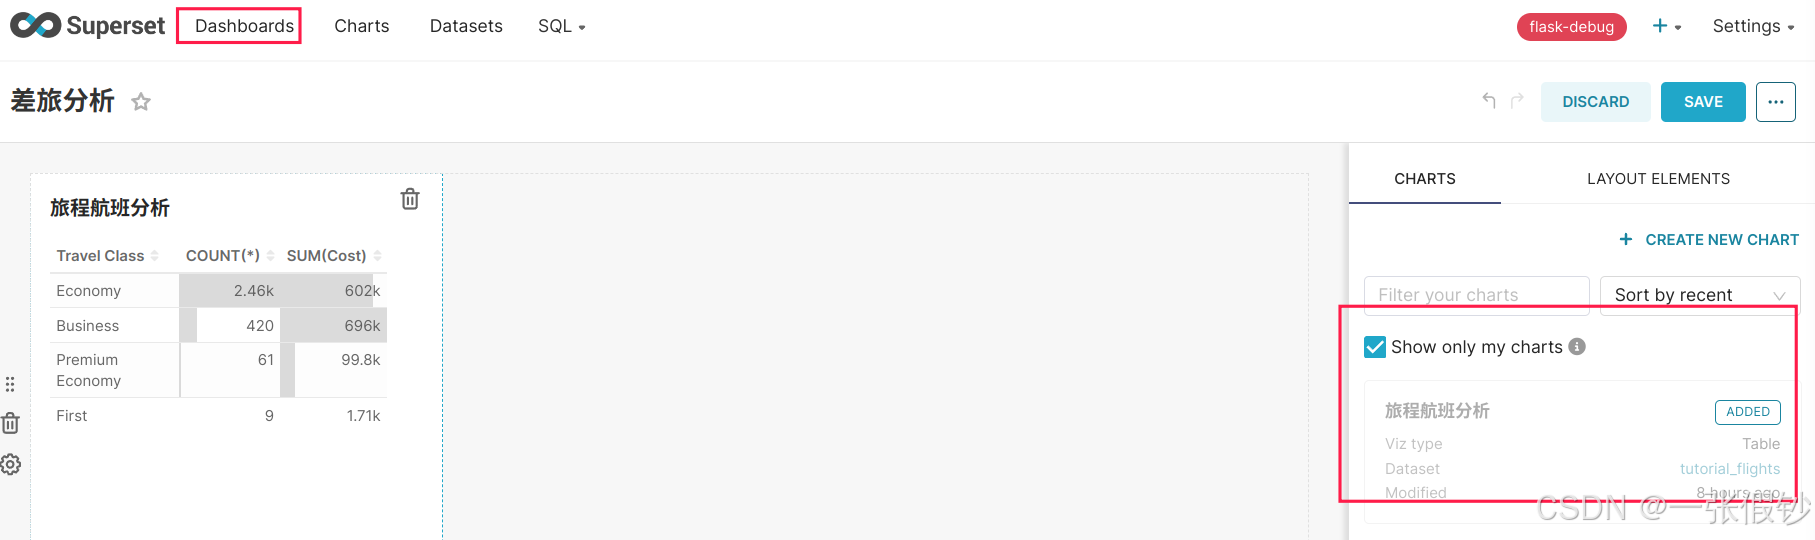 Superset Dashboards Charts Datasets SQL flask-debug + Settings
差旅分析 DISCARD SAVE ...
CHARTS LAYOUT ELEMENTS
旅程航班分析
+ CREATE NEW CHART
Travel Class COUNT(*) SUM(Cost)
Economy 2.46k 602k
Filter your charts Sort by recent
Business 420 696k
Show only my charts
Premium 61 99.8k
Economy
First 9 1.71k
旅程航班分析 ADDED
Viz type Table
Dataset tutorial_flights
Modified 8 hours ago
CSDN @一张假钞